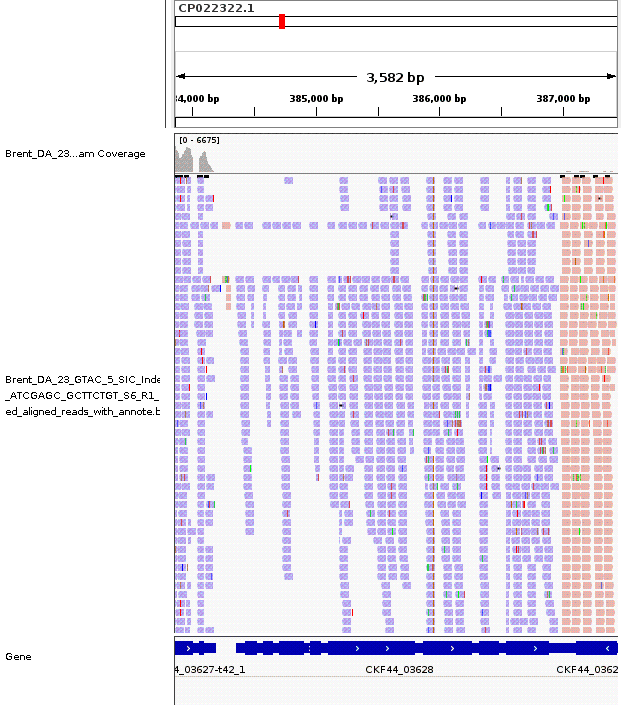 CP022322.1
3,582 bp
34,000 bp 385,000 bp 386,000 bp 387,000 bp
[0 - 6675]
Brent_DA_23...am Coverage
Brent_DA_23_GTAC_5_SIC_Inde
_ATCGAGC_GCTTCTGT_S6_R1_
ed_aligned_reads_with_annote.b
Gene
4_03627-t42_1 CKF44_03628 CKF44_0362